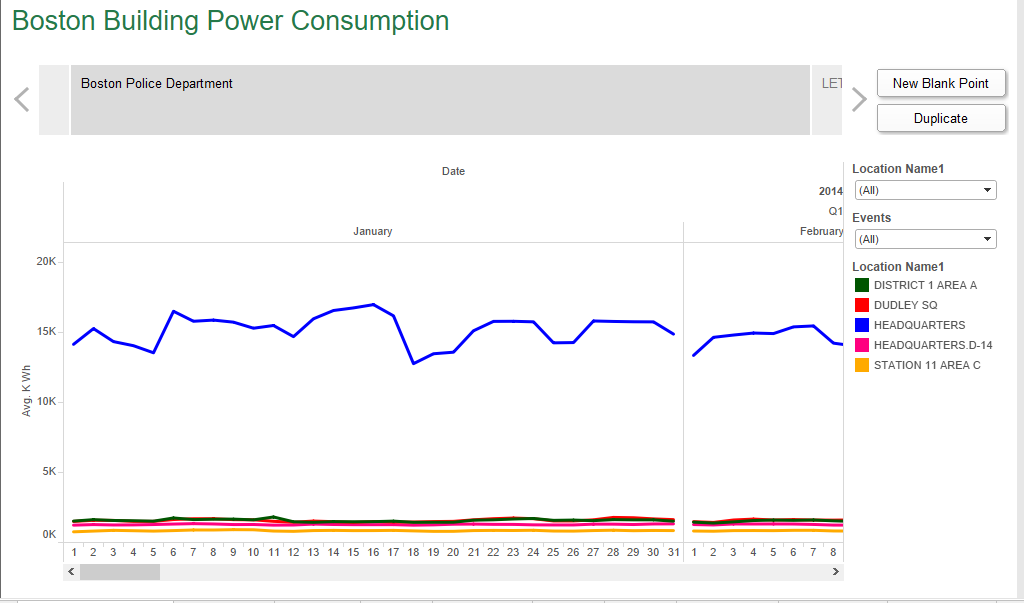 Boston Building Power Consumption
Boston Police Department
LET
New Blank Point
Duplicate
Date
2014
Q1
January
February
20K
15K
10K
5K
0K
Avg. K Wh
1 2 3 4 5 6 7 8 9 10 11 12 13 14 15 16 17 18 19 20 21 22 23 24 25 26 27 28 29 30 31 1 2 3 4 5 6 7 8
Location Name1
(All)
Events
(All)
Location Name1
DISTRICT 1 AREA A
DUDLEY SQ
HEADQUARTERS
HEADQUARTERS.D-14
STATION 11 AREA C